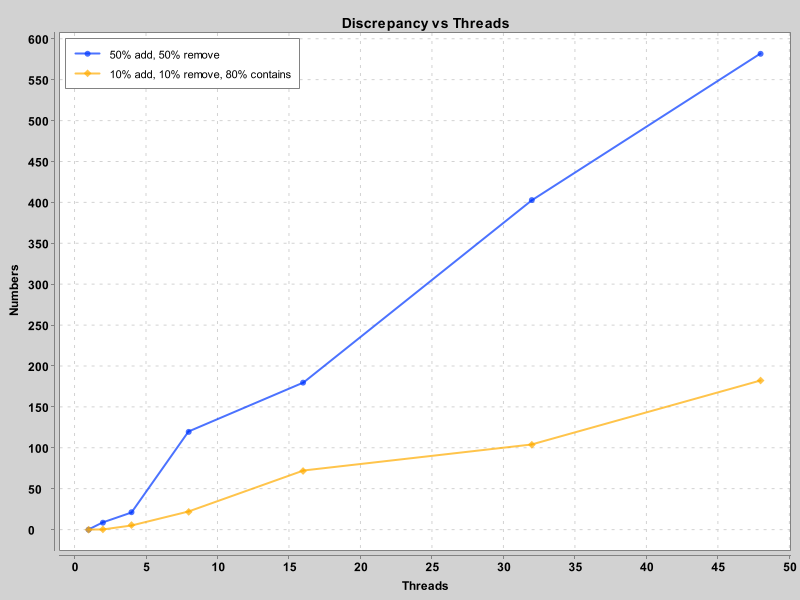 Discrepancy vs Threads
50% add, 50% remove
10% add, 10% remove, 80% contains
600
550
500
450
400
350
300
250
200
150
100
50
0
Numbers
0 5 10 15 20 25 30 35 40 45 50
Threads